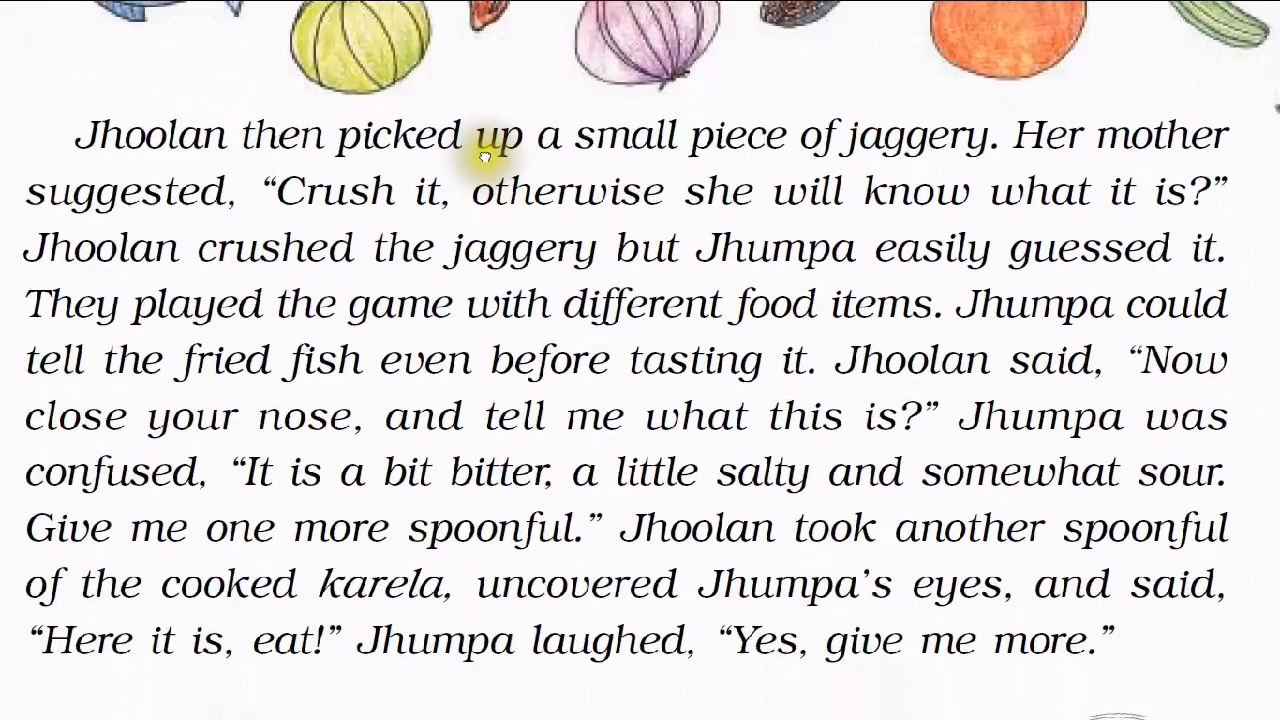 Jhoolan then picked up a small piece of jaggery. Her mother
suggested, “Crush it, otherwise she will know what it is?”
Jhoolan crushed the jaggery but Jhumpa easily guessed it.
They played the game with different food items. Jhumpa could
tell the fried fish even before tasting it. Jhoolan said, “Now
close your nose, and tell me what this is?” Jhumpa was
confused, “It is a bit bitter, a little salty and somewhat sour.
Give me one more spoonful.” Jhoolan took another spoonful
of the cooked karela, uncovered Jhumpa’s eyes, and said,
“Here it is, eat!” Jhumpa laughed, “Yes, give me more.”